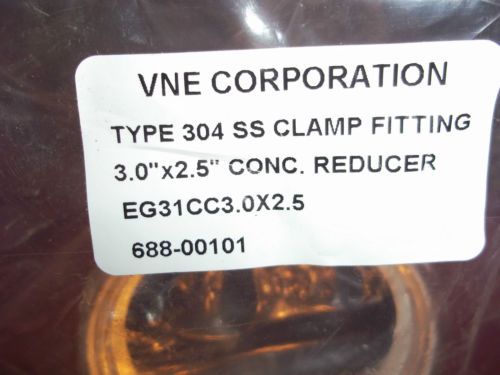 VNE CORPORATION
TYPE 304 SS CLAMP FITTING
3.0"x2.5" CONC. REDUCER
EG31CC3.0X2.5
688-00101